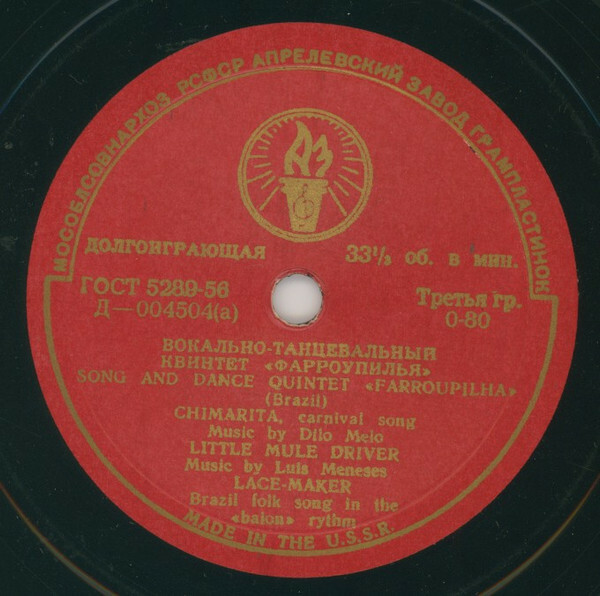 МОСОБЛСОВНАРХОЗ РСФСР АПРЕЛЕВСКИЙ ЗАВОД ГРАМПЛАСТИНОК
АЗ
ДОЛГОИГРАЮЩАЯ 33⅓ об. в мин.
ГОСТ 5289-56 Третья гр.
Д—004504(а) 0-80
ВОКАЛЬНО-ТАНЦЕВАЛЬНЫЙ
КВИНТЕТ «ФАРРОУПИЛЬЯ»
SONG AND DANCE QUINTET «FARROUPILHA»
(Brazil)
CHIMARITA, carnival song
Music by Dilo Melo
LITTLE MULE DRIVER
Music by Luis Meneses
LACE-MAKER
Brazil folk song in the
«baion» rythm
MADE IN THE U.S.S.R.